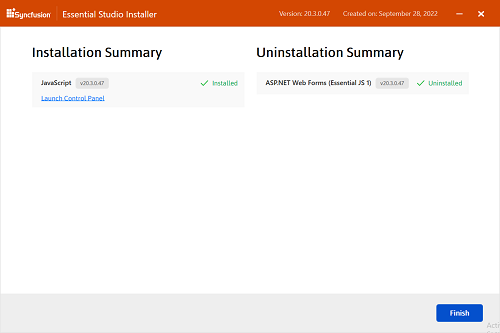 Syncfusion
Essential Studio Installer
Version: 20.3.0.47
Created on: September 28, 2022
Installation Summary
JavaScript v20.3.0.47 Installed
Launch Control Panel
Uninstallation Summary
ASP.NET Web Forms (Essential JS 1) v20.3.0.47 Uninstalled
Finish
Acti